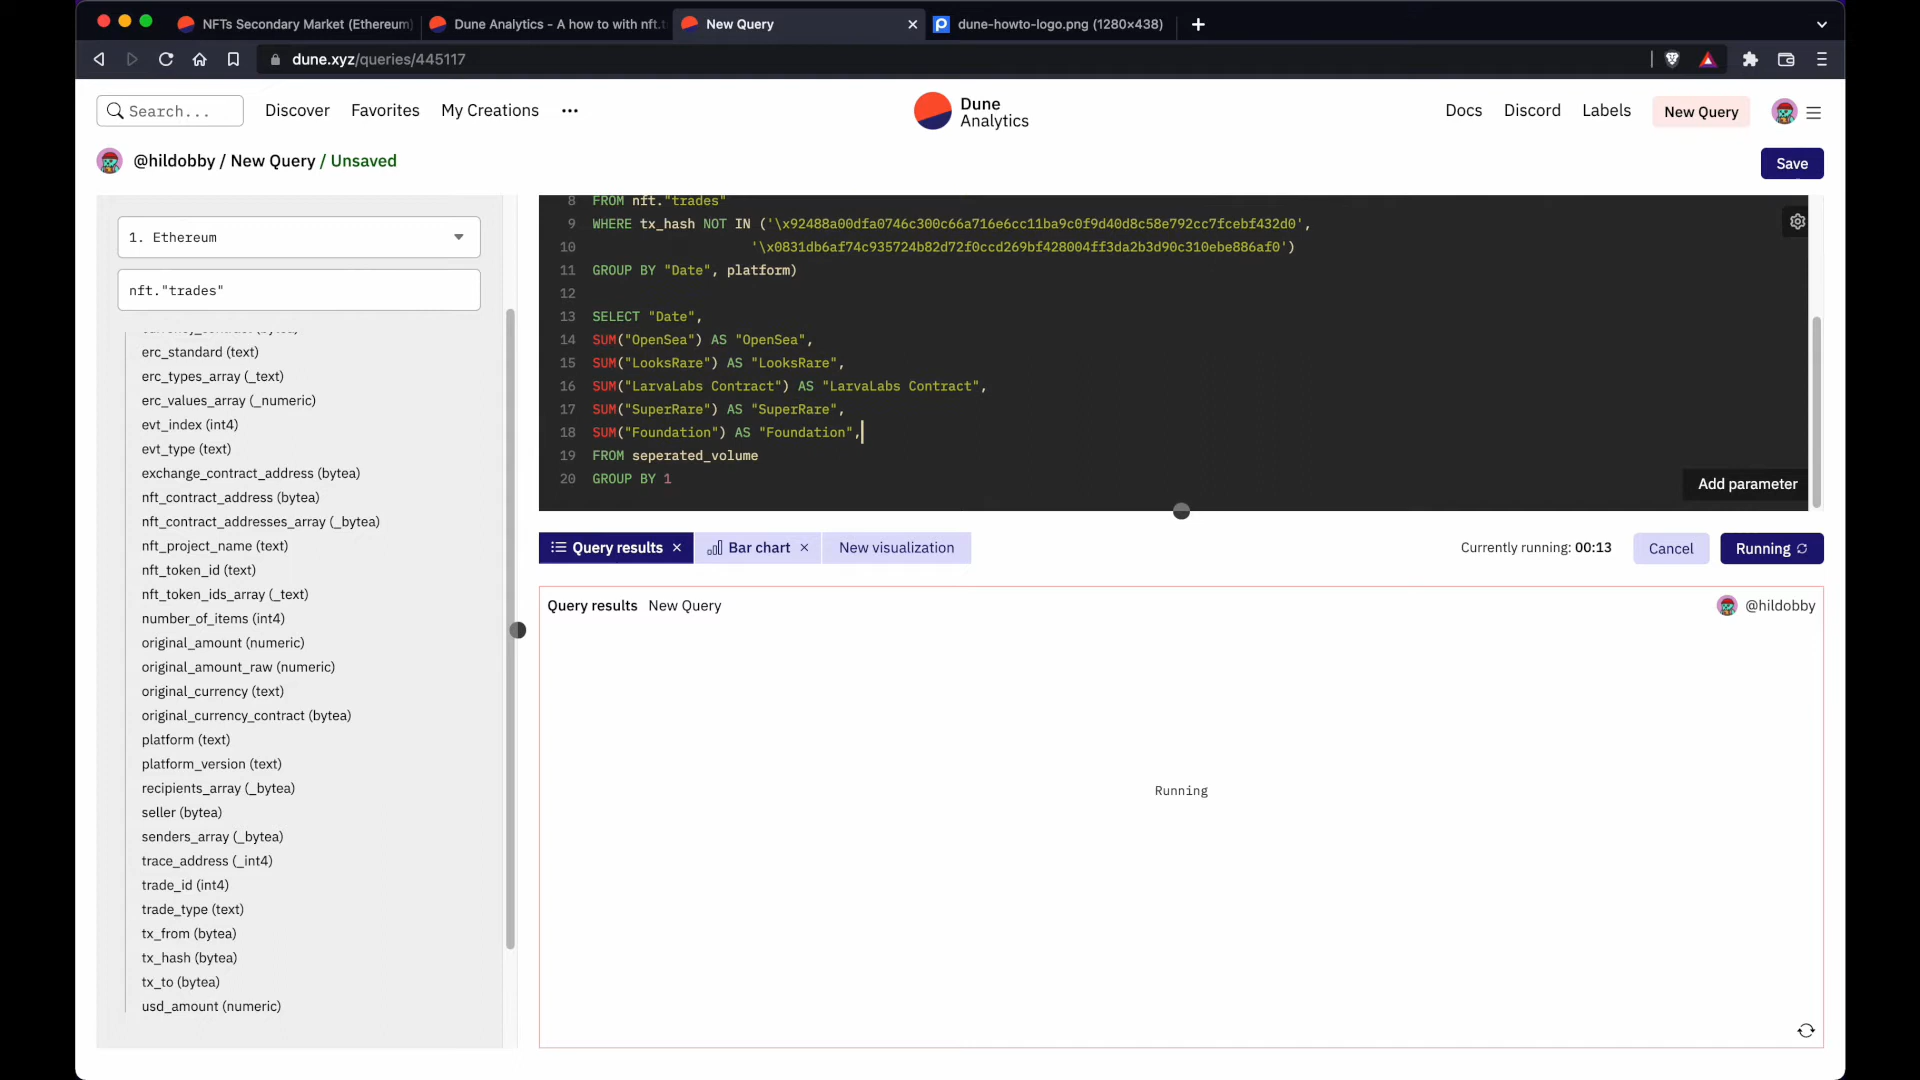 NFTs Secondary Market (Ethereum)
Dune Analytics - A how to with nft.t
New Query
dune-howto-logo.png (1280×438)
dune.xyz/queries/445117
Search...
Discover
Favorites
My Creations
Dune
Analytics
Docs
Discord
Labels
New Query
@hildobby / New Query / Unsaved
Save
1. Ethereum
nft."trades"
erc_standard (text)
erc_types_array (_text)
erc_values_array (_numeric)
evt_index (int4)
evt_type (text)
exchange_contract_address (bytea)
nft_contract_address (bytea)
nft_contract_addresses_array (_bytea)
nft_project_name (text)
nft_token_id (text)
nft_token_ids_array (_text)
number_of_items (int4)
original_amount (numeric)
original_amount_raw (numeric)
original_currency (text)
original_currency_contract (bytea)
platform (text)
platform_version (text)
recipients_array (_bytea)
seller (bytea)
senders_array (_bytea)
trace_address (_int4)
trade_id (int4)
trade_type (text)
tx_from (bytea)
tx_hash (bytea)
tx_to (bytea)
usd_amount (numeric)
8 FROM nft."trades"
9 WHERE tx_hash NOT IN ('\x92488a00dfa0746c300c66a716e6cc11ba9c0f9d40d8c58e792cc7fcebf432d0',
10 '\x0831db6af74c935724b82d72f0ccd269bf428004ff3da2b3d90c310ebe886af0')
11 GROUP BY "Date", platform)
12
13 SELECT "Date",
14 SUM("OpenSea") AS "OpenSea",
15 SUM("LooksRare") AS "LooksRare",
16 SUM("LarvaLabs Contract") AS "LarvaLabs Contract",
17 SUM("SuperRare") AS "SuperRare",
18 SUM("Foundation") AS "Foundation",
19 FROM seperated_volume
20 GROUP BY 1
Add parameter
Query results
Bar chart
New visualization
Currently running: 00:13
Cancel
Running
Query results New Query
@hildobby
Running